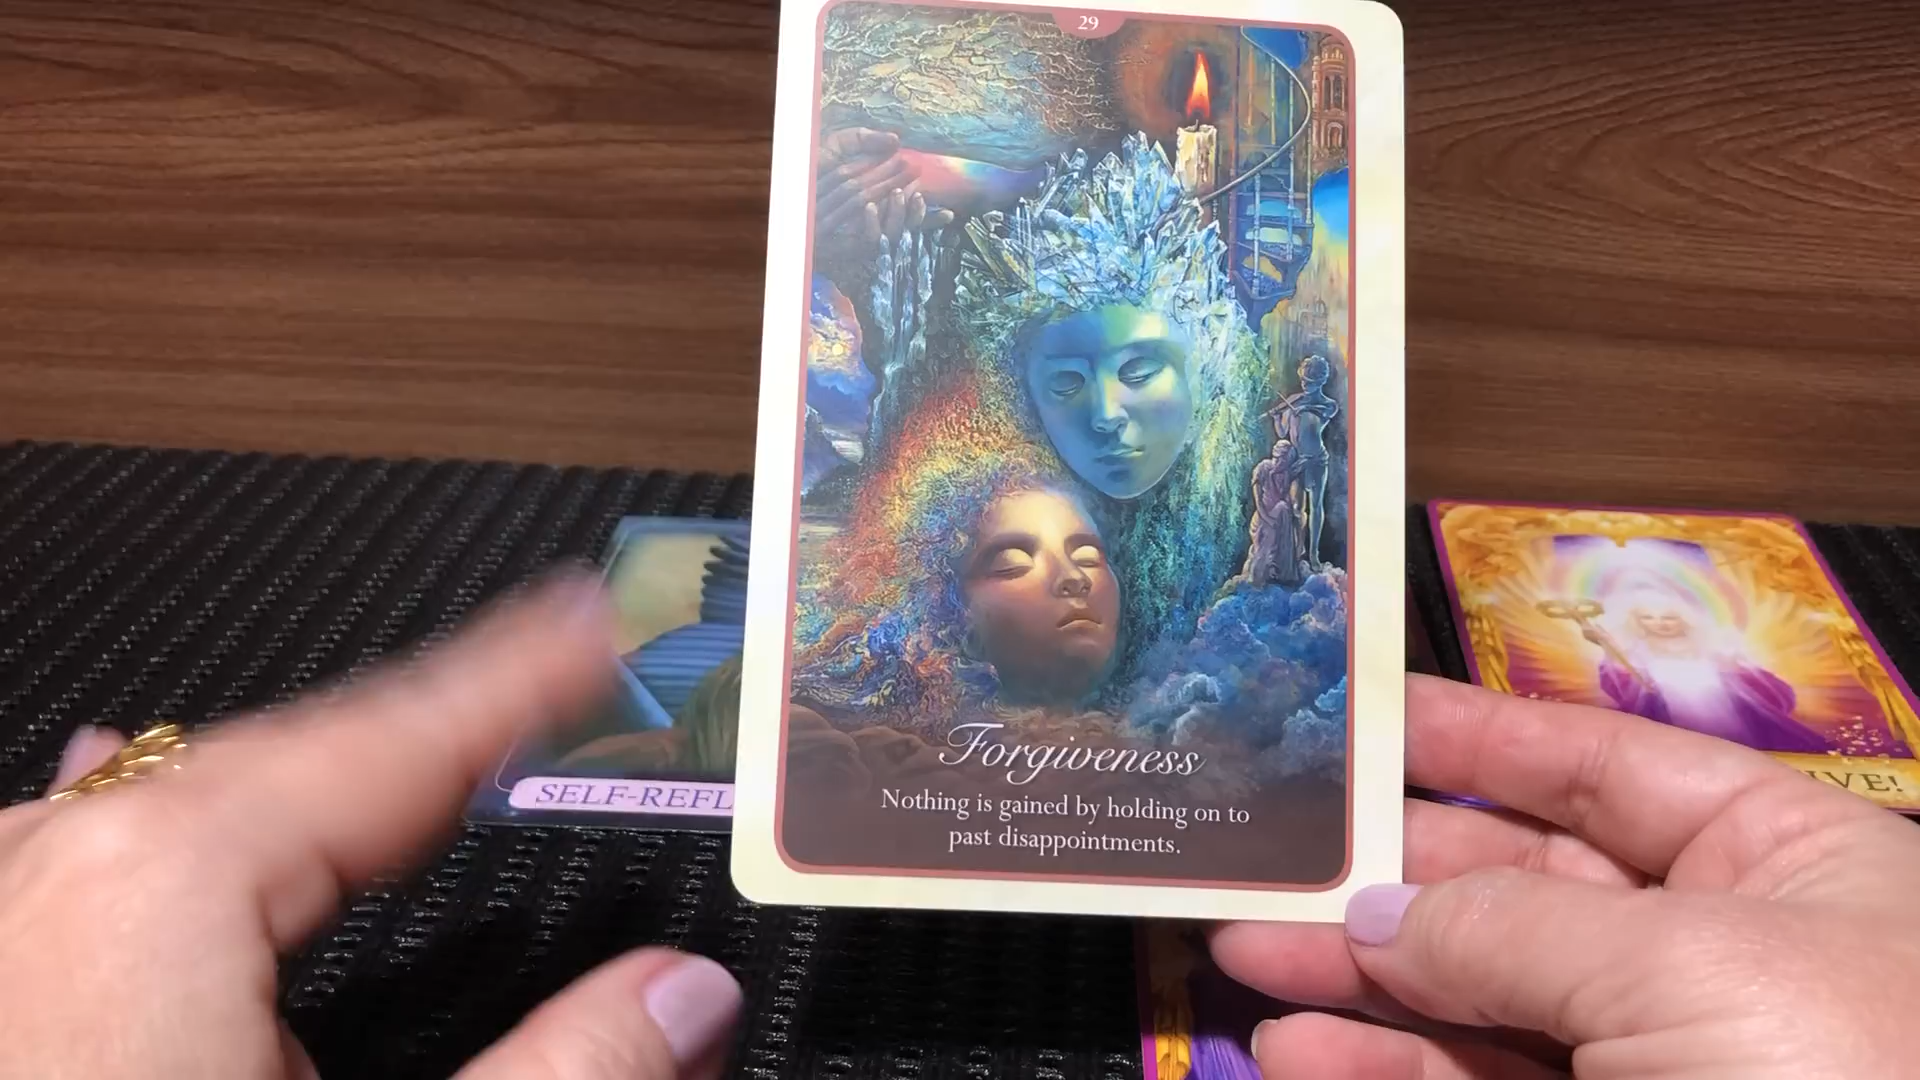 29
Forgiveness
Nothing is gained by holding on to
past disappointments.
SELF-REFL
IVE!